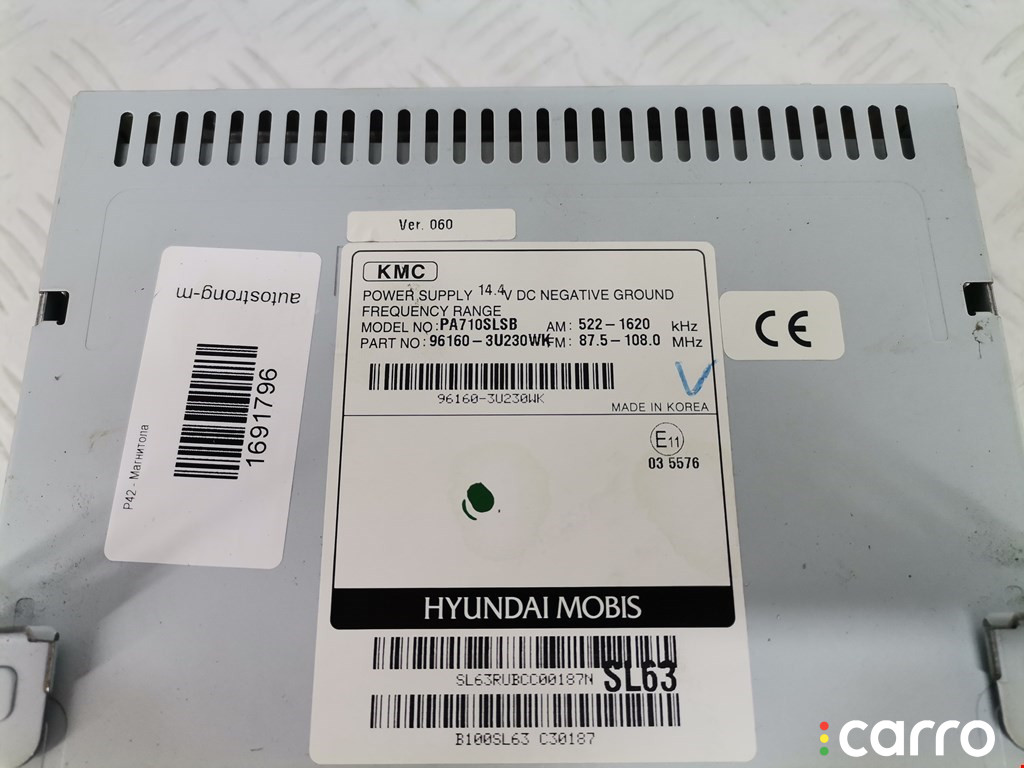 Ver. 060
KMC
POWER SUPPLY 14.4V DC NEGATIVE GROUND
FREQUENCY RANGE
MODEL NO: PA710SLSB AM: 522-1620 kHz
PART NO: 96160-3U230WK FM: 87.5-108.0 MHz
96160-3U230WK
MADE IN KOREA
E11
03 5576
HYUNDAI MOBIS
SL63RUBCC00187N SL63
B100SL63 C30187
CE
autostrong-m
1691796
P42 - Магнитола
carro